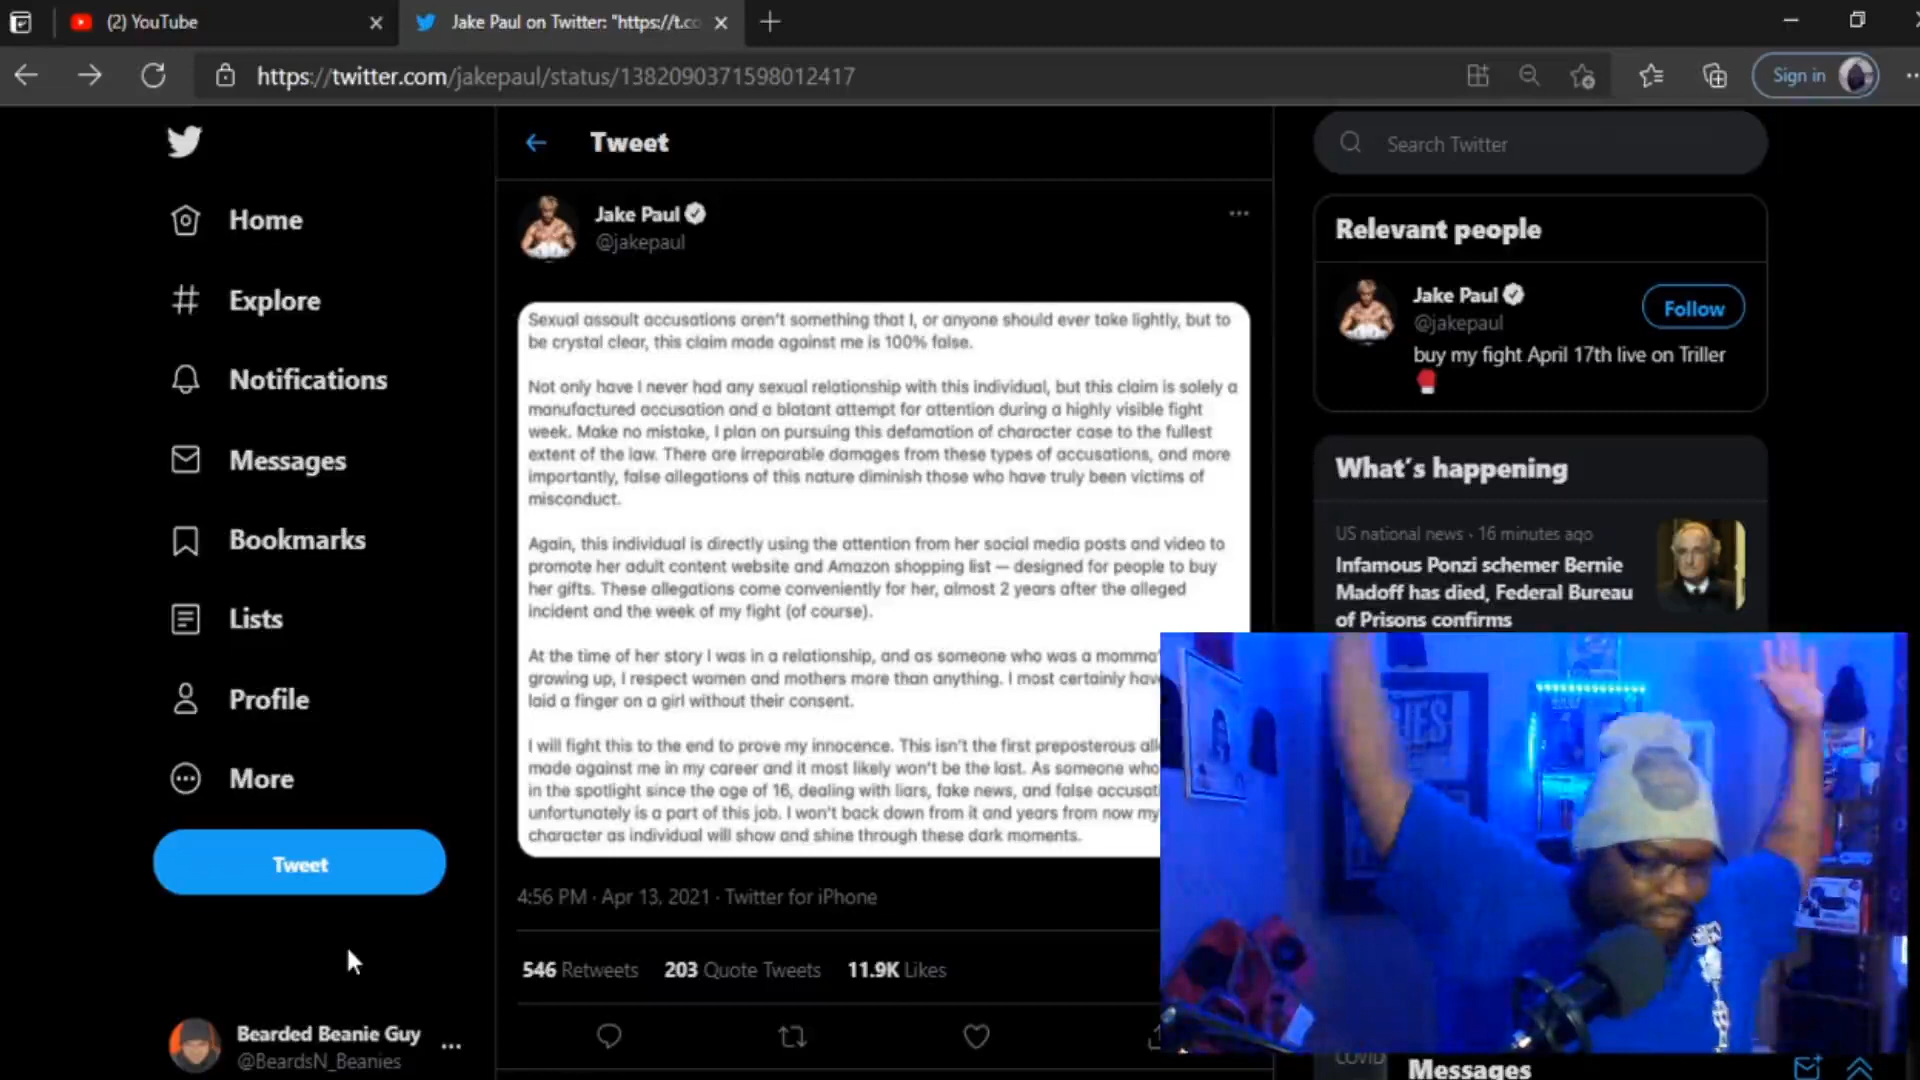 (2) YouTube
Jake Paul on Twitter: "https://t.co
https://twitter.com/jakepaul/status/1382090371598012417
Sign in
Home
Explore
Notifications
Messages
Bookmarks
Lists
Profile
More
Tweet
Bearded Beanie Guy
@BeardsN_Beanies
Tweet
Jake Paul
@jakepaul
Sexual assault accusations aren't something that I, or anyone should ever take lightly, but to
be crystal clear, this claim made against me is 100% false.
Not only have I never had any sexual relationship with this individual, but this claim is solely a
manufactured accusation and a blatant attempt for attention during a highly visible fight
week. Make no mistake, I plan on pursuing this defamation of character case to the fullest
extent of the law. There are irreparable damages from these types of accusations, and more
importantly, false allegations of this nature diminish those who have truly been victims of
misconduct.
Again, this individual is directly using the attention from her social media posts and video to
promote her adult content website and Amazon shopping list — designed for people to buy
her gifts. These allegations come conveniently for her, almost 2 years after the alleged
incident and the week of my fight (of course).
At the time of her story I was in a relationship, and as someone who was a momma'
growing up, I respect women and mothers more than anything. I most certainly hav
laid a finger on a girl without their consent.
I will fight this to the end to prove my innocence. This isn't the first preposterous all
made against me in my career and it most likely won't be the last. As someone who
in the spotlight since the age of 16, dealing with liars, fake news, and false accusati
unfortunately is a part of this job. I won't back down from it and years from now my
character as individual will show and shine through these dark moments.
4:56 PM · Apr 13, 2021 · Twitter for iPhone
546 Retweets 203 Quote Tweets 11.9K Likes
Search Twitter
Relevant people
Jake Paul
@jakepaul
Follow
buy my fight April 17th live on Triller
What's happening
US national news · 16 minutes ago
Infamous Ponzi schemer Bernie
Madoff has died, Federal Bureau
of Prisons confirms
COVID
Messages